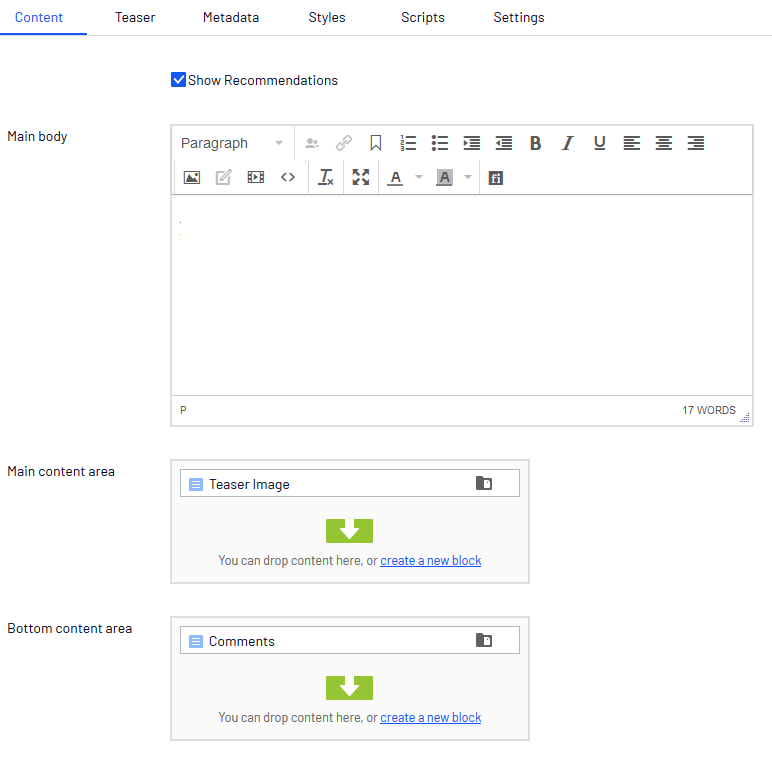 Content Teaser Metadata Styles Scripts Settings
Show Recommendations
Main body
Paragraph
B I U
A A fi
P 17 WORDS
Main content area
Teaser Image
You can drop content here, or create a new block
Bottom content area
Comments
You can drop content here, or create a new block